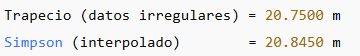 Trapecio (datos irregulares) = 20.7500 m
Simpson (interpolado) = 20.8450 m